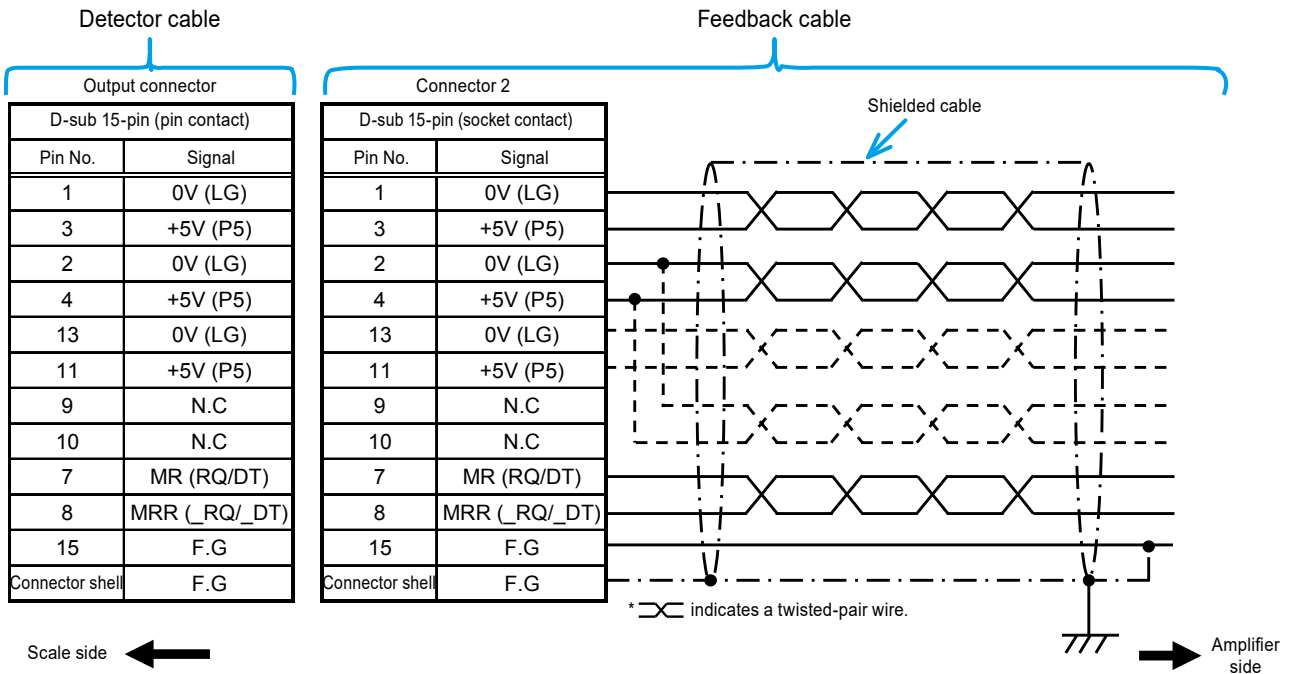 Detector cable
Feedback cable
Output connector
D-sub 15-pin (pin contact)
Pin No. Signal
1 0V (LG)
3 +5V (P5)
2 0V (LG)
4 +5V (P5)
13 0V (LG)
11 +5V (P5)
9 N.C
10 N.C
7 MR (RQ/DT)
8 MRR (_RQ/_DT)
15 F.G
Connector shell F.G
Connector 2
D-sub 15-pin (socket contact)
Pin No. Signal
1 0V (LG)
3 +5V (P5)
2 0V (LG)
4 +5V (P5)
13 0V (LG)
11 +5V (P5)
9 N.C
10 N.C
7 MR (RQ/DT)
8 MRR (_RQ/_DT)
15 F.G
Connector shell F.G
Shielded cable
* indicates a twisted-pair wire.
Scale side
Amplifier
side